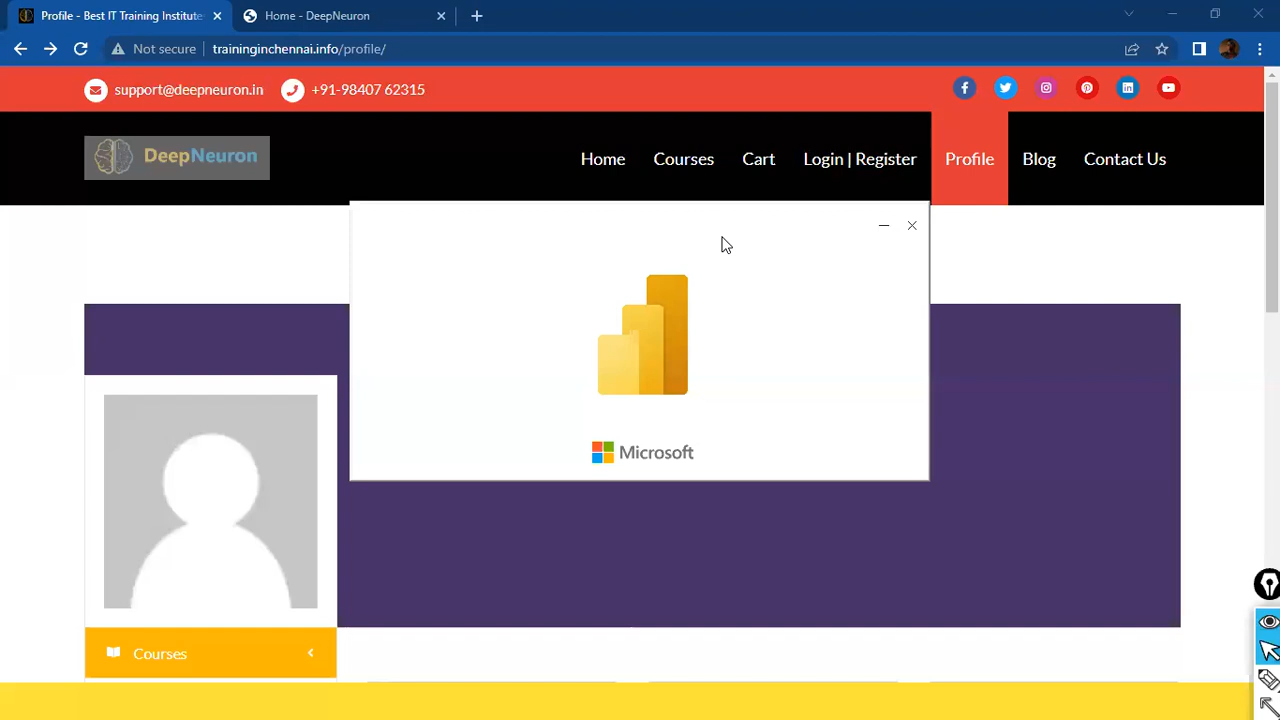 Profile - Best IT Training Institute
Home - DeepNeuron
Not secure
traininginchennai.info/profile/
support@deepneuron.in
+91-98407 62315
DeepNeuron
Home
Courses
Cart
Login | Register
Profile
Blog
Contact Us
Microsoft
Courses